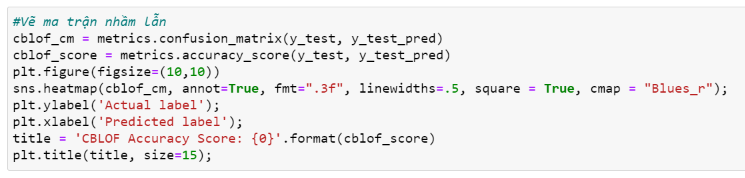 #Vẽ ma trận nhầm lẫn
cblof_cm = metrics.confusion_matrix(y_test, y_test_pred)
cblof_score = metrics.accuracy_score(y_test, y_test_pred)
plt.figure(figsize=(10,10))
sns.heatmap(cblof_cm, annot=True, fmt=".3f", linewidths=.5, square = True, cmap = "Blues_r");
plt.ylabel('Actual label');
plt.xlabel('Predicted label');
title = 'CBLOF Accuracy Score: {0}'.format(cblof_score)
plt.title(title, size=15);